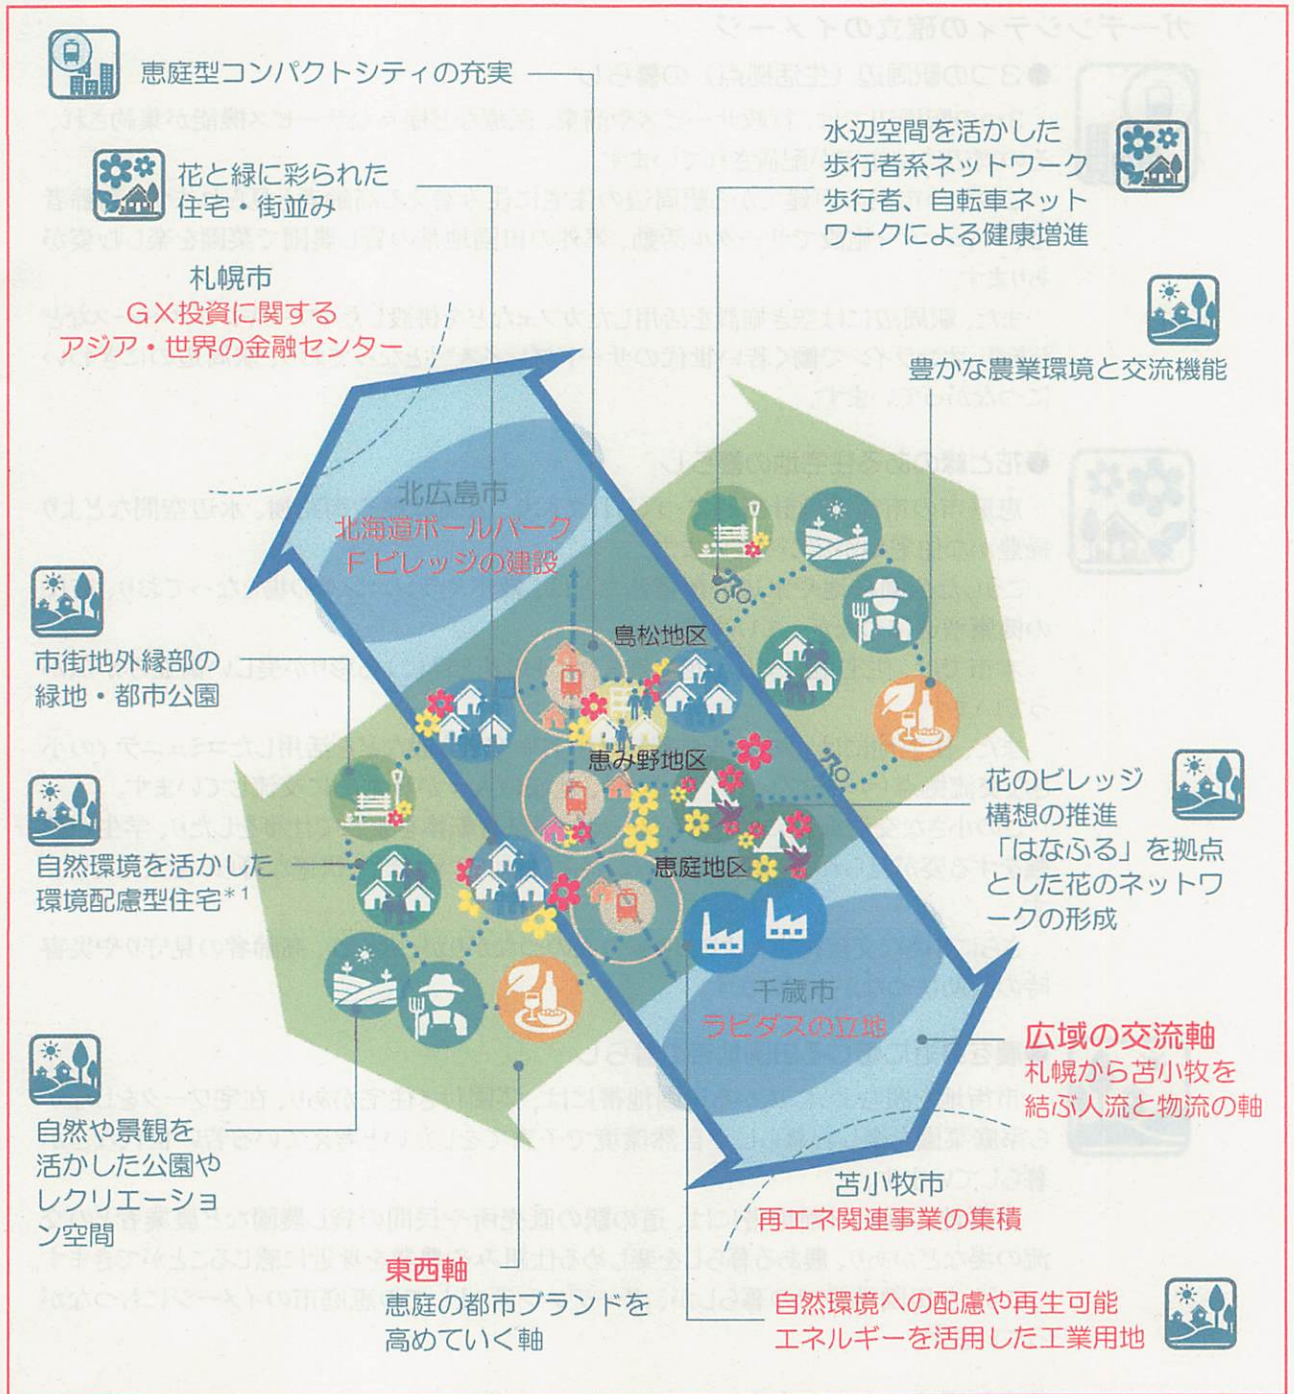 恵庭型コンパクトシティの充実
花と緑に彩られた
住宅・街並み
水辺空間を活かした
歩行者系ネットワーク
歩行者、自転車ネット
ワークによる健康増進
札幌市
GX投資に関する
アジア・世界の金融センター
豊かな農業環境と交流機能
北広島市
北海道ボールパーク
Fビレッジの建設
島松地区
市街地外縁部の
緑地・都市公園
恵み野地区
花のビレッジ
構想の推進
「はなふる」を拠点
とした花のネットワ
ークの形成
自然環境を活かした
環境配慮型住宅*1
恵庭地区
千歳市
ラピダスの立地
広域の交流軸
札幌から苫小牧を
結ぶ人流と物流の軸
自然や景観を
活かした公園や
レクリエーショ
ン空間
苫小牧市
再エネ関連事業の集積
東西軸
恵庭の都市ブランドを
高めていく軸
自然環境への配慮や再生可能
エネルギーを活用した工業用地